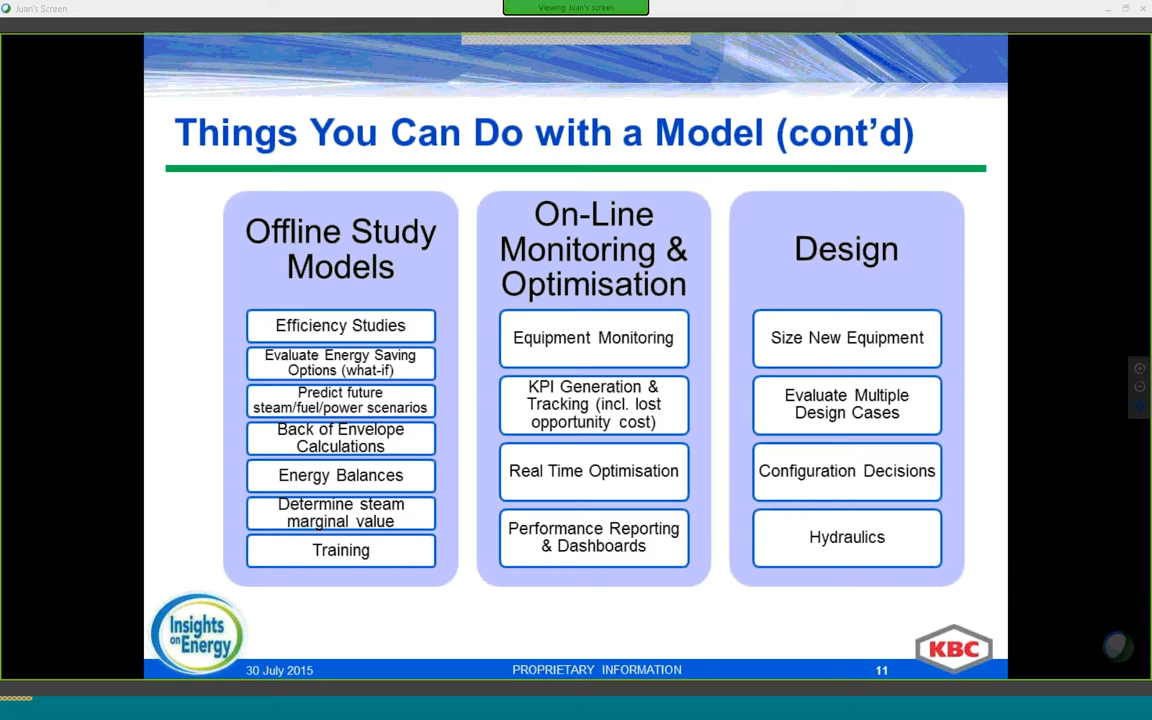 Juan's Screen
Viewing Juan's screen
Things You Can Do with a Model (cont'd)
Offline Study
Models
Efficiency Studies
Evaluate Energy Saving
Options (what-if)
Predict future
steam/fuel/power scenarios
Back of Envelope
Calculations
Energy Balances
Determine steam
marginal value
Training
On-Line
Monitoring &
Optimisation
Equipment Monitoring
KPI Generation &
Tracking (incl. lost
opportunity cost)
Real Time Optimisation
Performance Reporting
& Dashboards
Design
Size New Equipment
Evaluate Multiple
Design Cases
Configuration Decisions
Hydraulics
Insights
on Energy
KBC
30 July 2015
PROPRIETARY INFORMATION
11